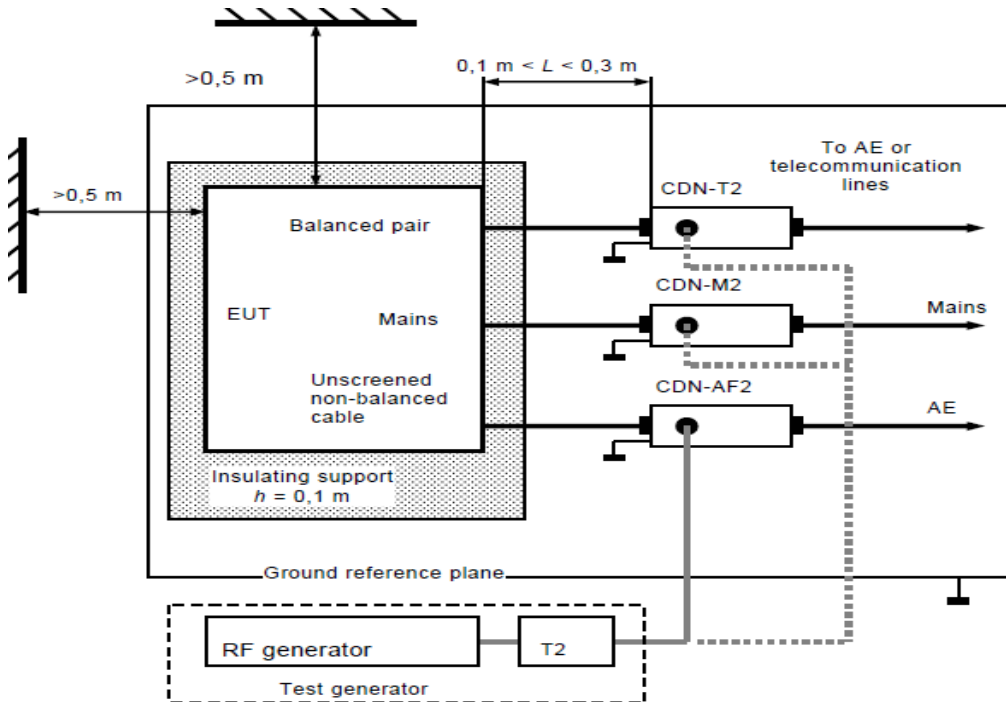 >0,5 m
0,1 m < L < 0,3 m
>0,5 m
To AE or
telecommunication
lines
CDN-T2
Balanced pair
CDN-M2
EUT
Mains
Mains
Unscreened
non-balanced
cable
CDN-AF2
AE
Insulating support
h = 0,1 m
Ground reference plane
RF generator
T2
Test generator